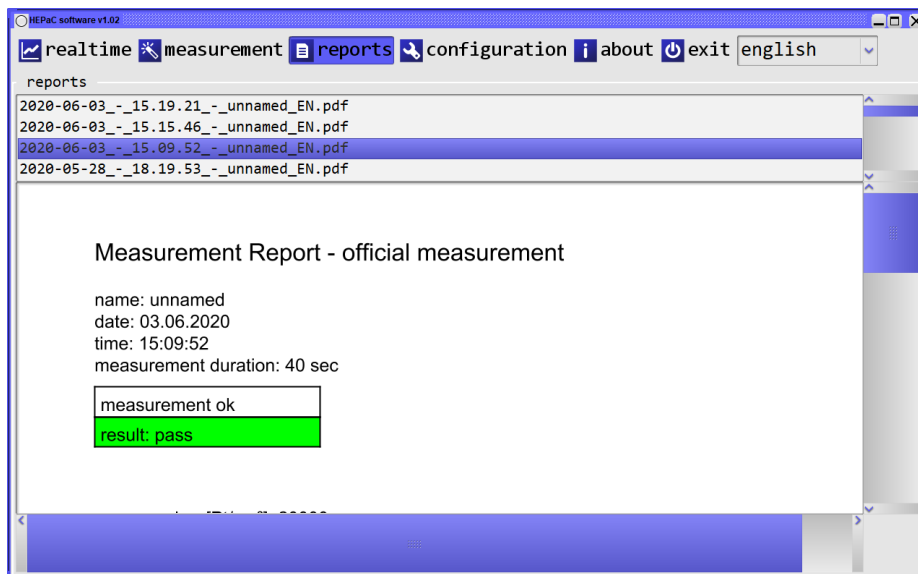 HEPaC software v1.02
realtime measurement reports configuration about exit english
reports
2020-06-03_-_15.19.21_-_unnamed_EN.pdf
2020-06-03_-_15.15.46_-_unnamed_EN.pdf
2020-06-03_-_15.09.52_-_unnamed_EN.pdf
2020-05-28_-_18.19.53_-_unnamed_EN.pdf
Measurement Report - official measurement
name: unnamed
date: 03.06.2020
time: 15:09:52
measurement duration: 40 sec
measurement ok
result: pass